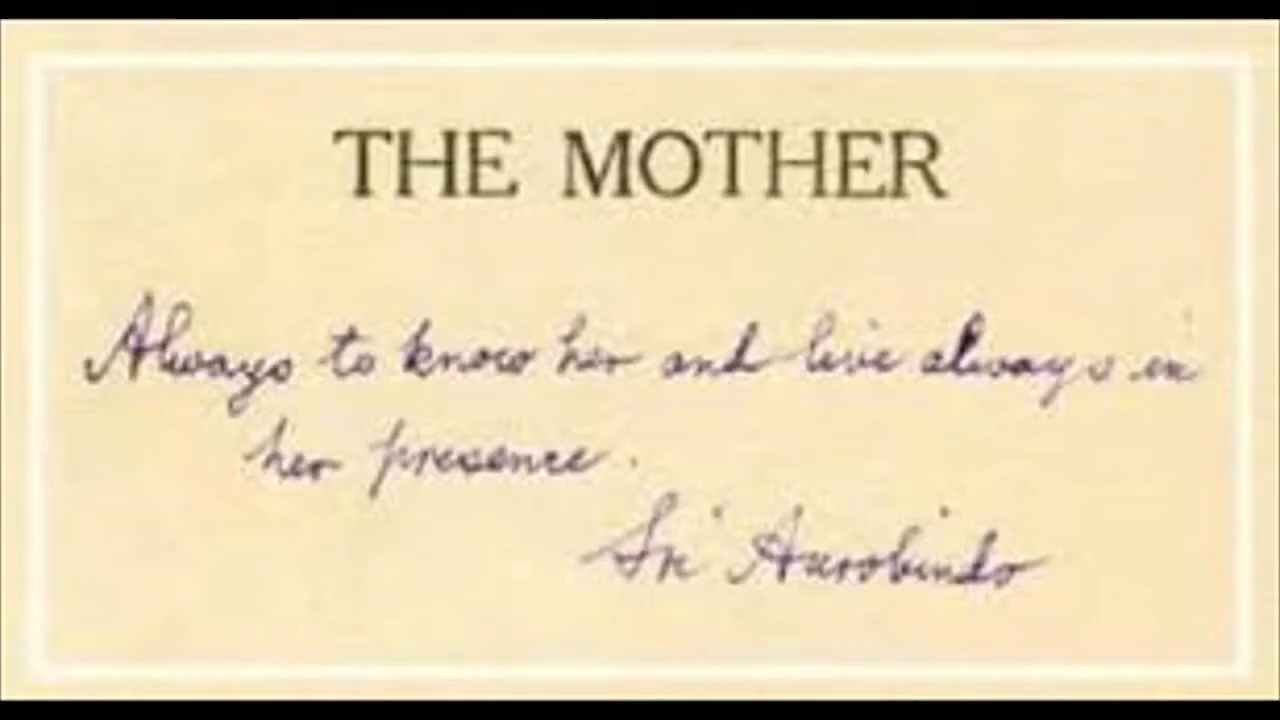 THE MOTHER
Always to know her and live always in
her presence.
Sri Aurobindo